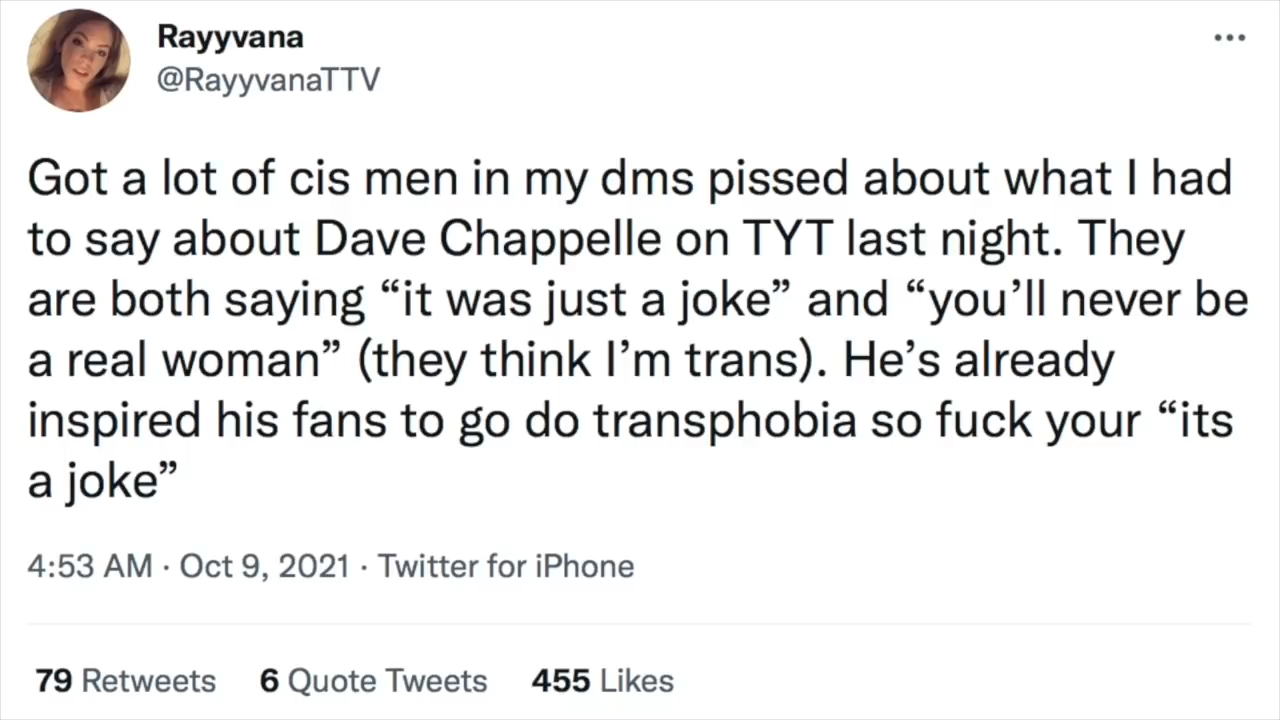 Rayyvana
@RayyvanaTTV
Got a lot of cis men in my dms pissed about what I had
to say about Dave Chappelle on TYT last night. They
are both saying “it was just a joke” and “you’ll never be
a real woman” (they think I’m trans). He’s already
inspired his fans to go do transphobia so fuck your “its
a joke”
4:53 AM · Oct 9, 2021 · Twitter for iPhone
79 Retweets 6 Quote Tweets 455 Likes